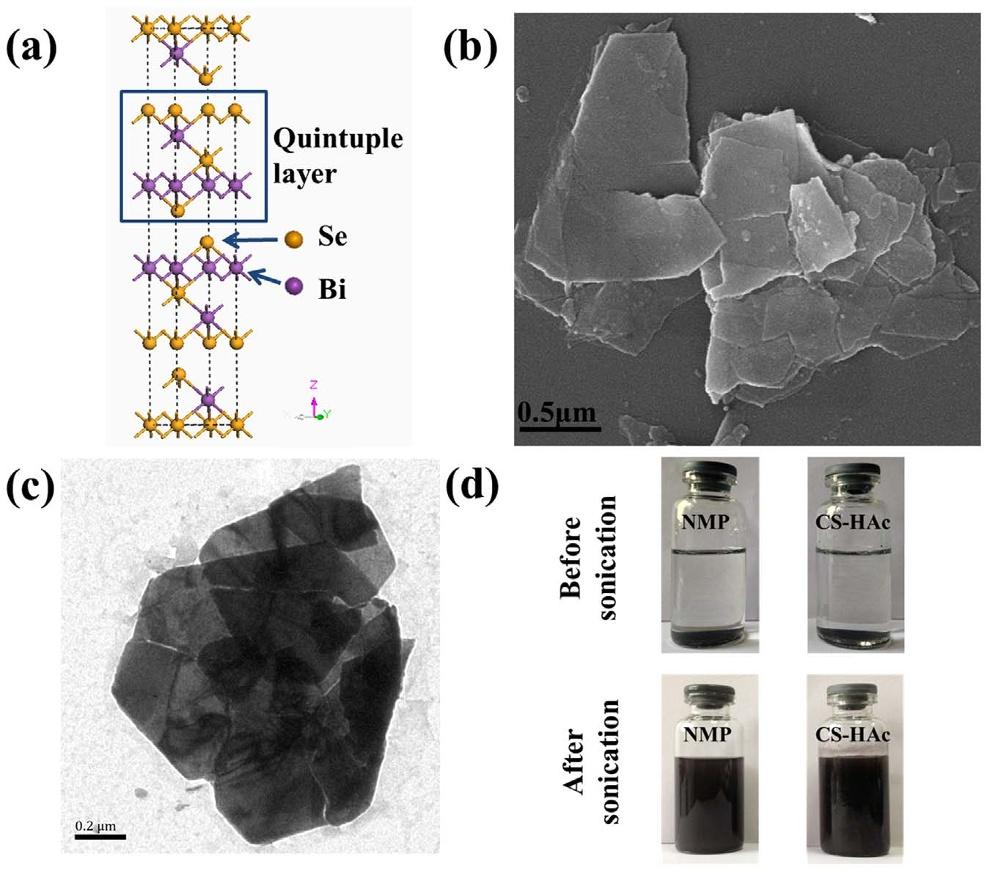 (a)
Quintuple
layer
Se
Bi
Z
Y
(b)
0.5μm
(c)
0.2 μm
(d)
Before
sonication
NMP
CS-HAc
After
sonication
NMP
CS-HAc